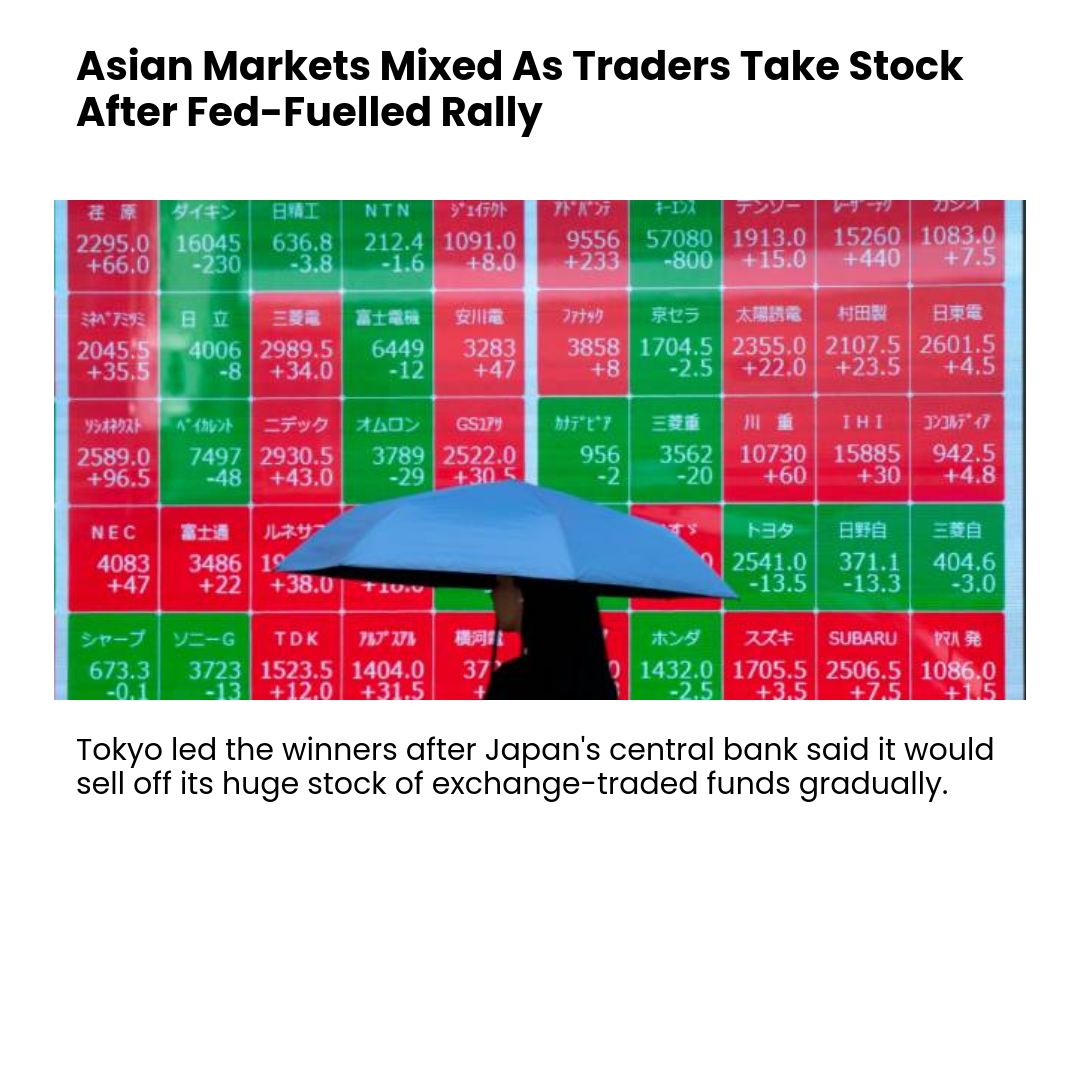 Asian Markets Mixed As Traders Take Stock
After Fed-Fuelled Rally
荏 原 ダイキン 日精工 NTN ジェイテクト アドバンテ キーエンス デンソー レーザーテク カシオ
2295.0 16045 636.8 212.4 1091.0 9556 57080 1913.0 15260 1083.0
+66.0 -230 -3.8 -1.6 +8.0 +233 -800 +15.0 +440 +7.5
ミネベアミツミ 日 立 三菱電 富士電機 安川電 ファナック 京セラ 太陽誘電 村田製 日東電
2045.5 4006 2989.5 6449 3283 3858 1704.5 2355.0 2107.5 2601.5
+35.5 -8 +34.0 -12 +47 +8 -2.5 +22.0 +23.5 +4.5
ソシオネクスト ベイカレント ニデック オムロン GSユアサ カナデビア 三菱重 川 重 IHI コンコルディア
2589.0 7497 2930.5 3789 2522.0 956 3562 10730 15885 942.5
+96.5 -48 +43.0 -29 +30.5 -2 -20 +60 +30 +4.8
NEC 富士通 ルネサ トヨタ 日野自 三菱自
4083 3486 2541.0 371.1 404.6
+47 +22 +38.0 -13.5 -13.3 -3.0
シャープ ソニーG TDK アルプスアル 横河電 ホンダ スズキ SUBARU ヤマハ発
673.3 3723 1523.5 1404.0 1432.0 1705.5 2506.5 1086.0
-0.1 -13 +12.0 +31.5 -2.5 +3.5 +7.5 +1.5
Tokyo led the winners after Japan's central bank said it would
sell off its huge stock of exchange-traded funds gradually.